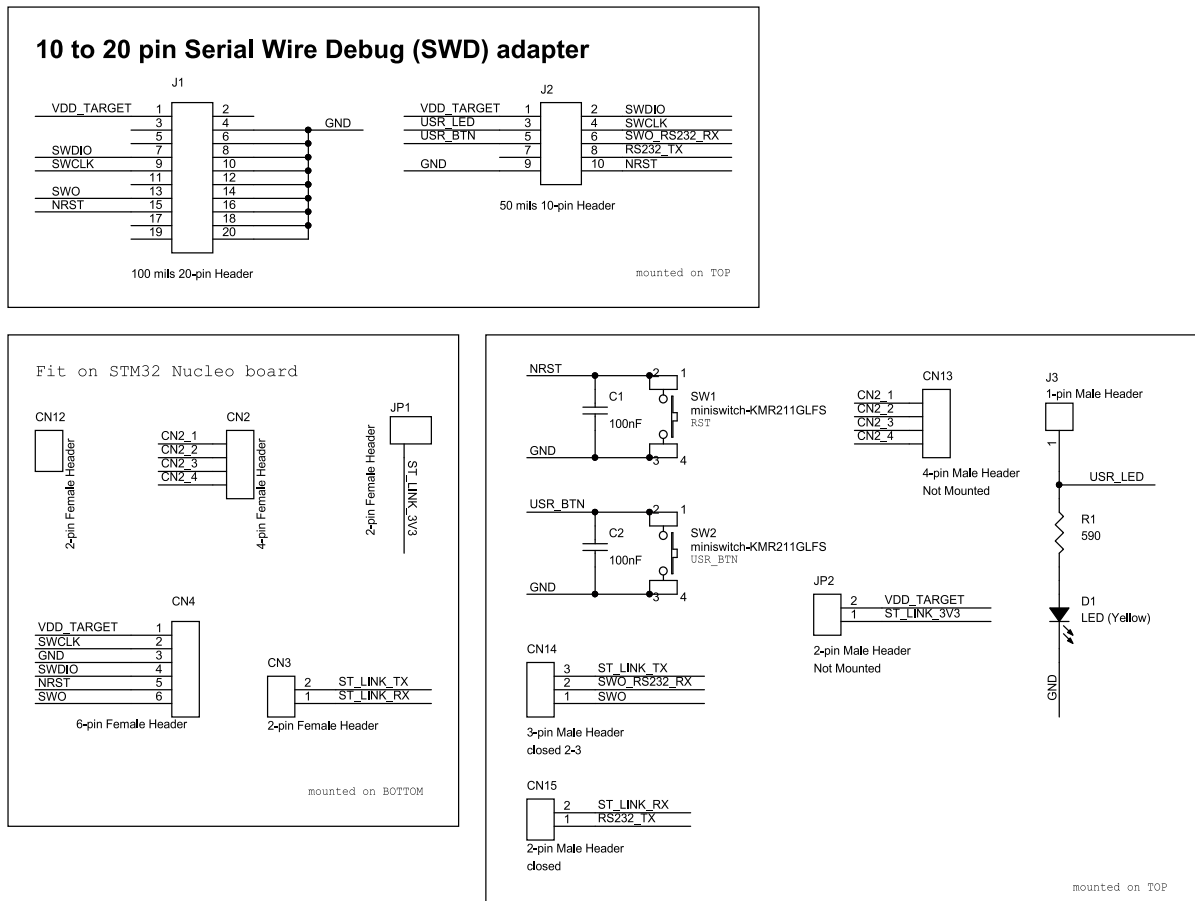 10 to 20 pin Serial Wire Debug (SWD) adapter
J1
VDD_TARGET 1 2
3 4 GND
5 6
SWDIO 7 8
SWCLK 9 10
11 12
SWO 13 14
NRST 15 16
17 18
19 20
100 mils 20-pin Header
J2
VDD_TARGET 1 2 SWDIO
USR_LED 3 4 SWCLK
USR_BTN 5 6 SWO_RS232_RX
7 8 RS232_TX
GND 9 10 NRST
50 mils 10-pin Header
mounted on TOP
Fit on STM32 Nucleo board
CN12
2-pin Female Header
CN2
CN2_1
CN2_2
CN2_3
CN2_4
4-pin Female Header
JP1
2-pin Female Header
ST_LINK_3V3
CN4
VDD_TARGET 1
SWCLK 2
GND 3
SWDIO 4
NRST 5
SWO 6
6-pin Female Header
CN3
2 ST_LINK_TX
1 ST_LINK_RX
2-pin Female Header
mounted on BOTTOM
NRST 2 1
C1
100nF
SW1
miniswitch-KMR211GLFS
RST
GND 3 4
USR_BTN 2 1
C2
100nF
SW2
miniswitch-KMR211GLFS
USR_BTN
GND 3 4
CN14
3 ST_LINK_TX
2 SWO_RS232_RX
1 SWO
3-pin Male Header
closed 2-3
CN15
2 ST_LINK_RX
1 RS232_TX
2-pin Male Header
closed
CN13
CN2_1
CN2_2
CN2_3
CN2_4
4-pin Male Header
Not Mounted
JP2
2 VDD_TARGET
1 ST_LINK_3V3
2-pin Male Header
Not Mounted
J3
1-pin Male Header
1
USR_LED
R1
590
D1
LED (Yellow)
GND
mounted on TOP